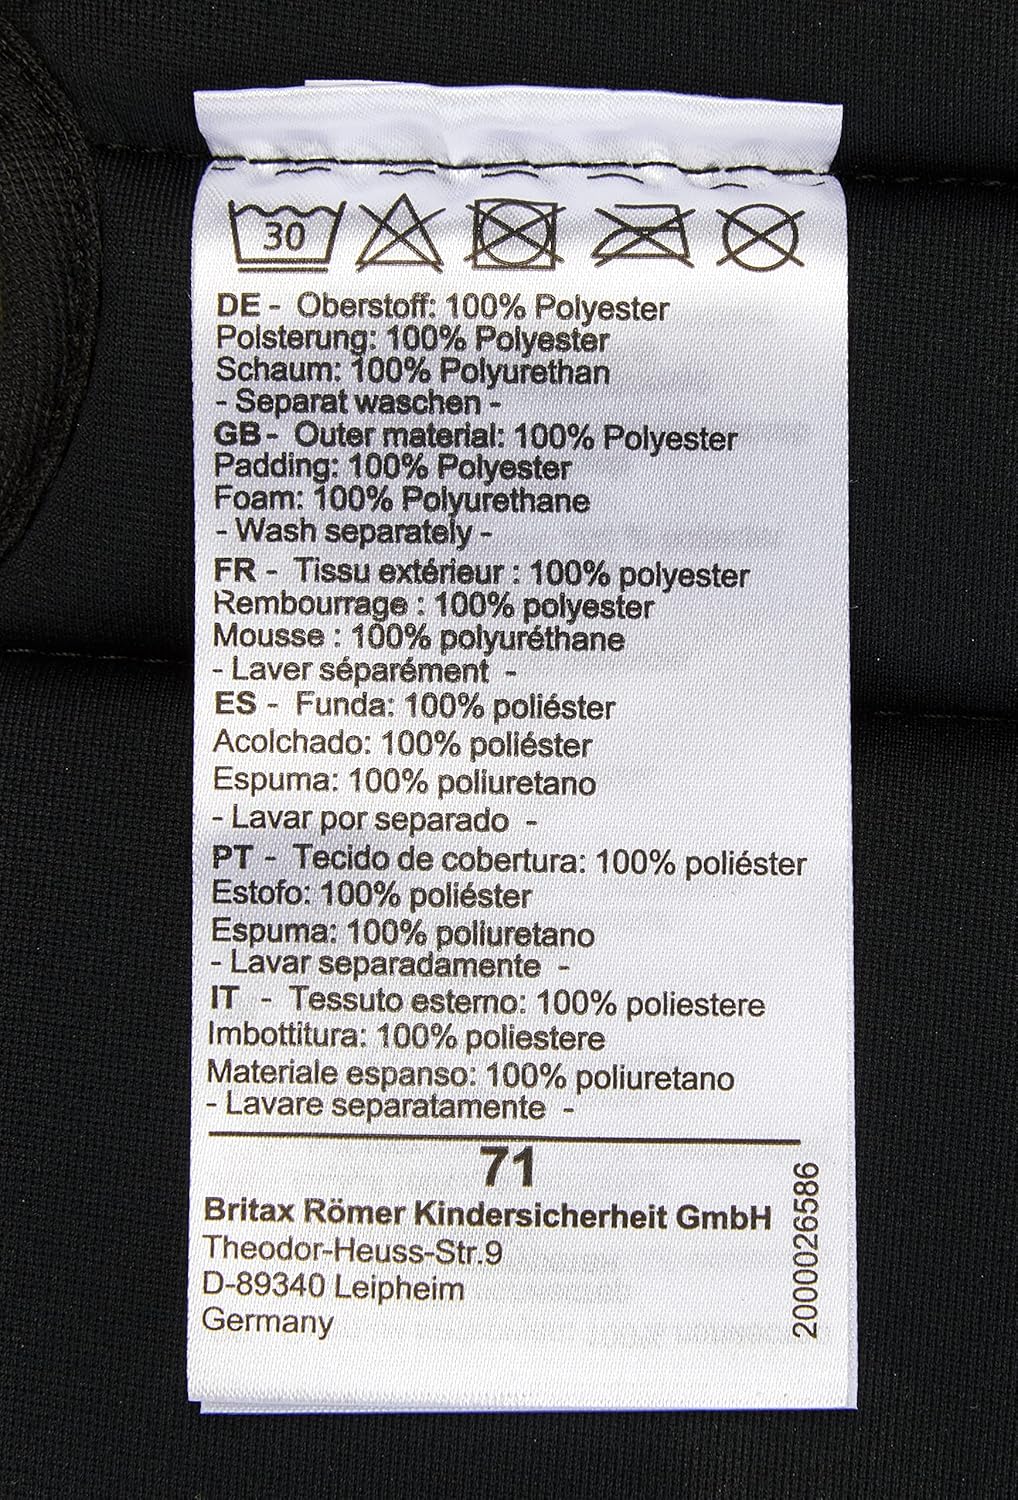 30
DE - Oberstoff: 100% Polyester
Polsterung: 100% Polyester
Schaum: 100% Polyurethan
- Separat waschen -
GB - Outer material: 100% Polyester
Padding: 100% Polyester
Foam: 100% Polyurethane
- Wash separately -
FR - Tissu extérieur : 100% polyester
Rembourrage : 100% polyester
Mousse : 100% polyuréthane
- Laver séparément -
ES - Funda: 100% poliéster
Acolchado: 100% poliéster
Espuma: 100% poliuretano
- Lavar por separado -
PT - Tecido de cobertura: 100% poliéster
Estofo: 100% poliéster
Espuma: 100% poliuretano
- Lavar separadamente -
IT - Tessuto esterno: 100% poliestere
Imbottitura: 100% poliestere
Materiale espanso: 100% poliuretano
- Lavare separatamente -
71
Britax Römer Kindersicherheit GmbH
Theodor-Heuss-Str.9
D-89340 Leipheim
Germany
2000026586